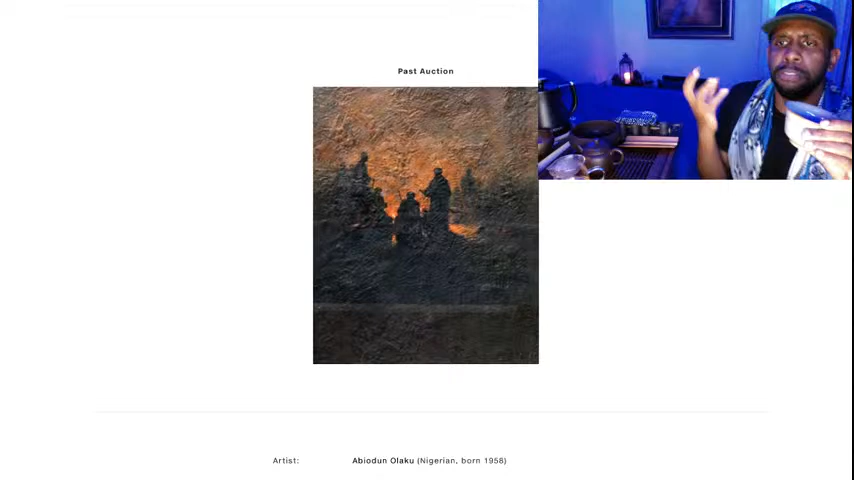 Past Auction
Artist: Abiodun Olaku (Nigerian, born 1958)